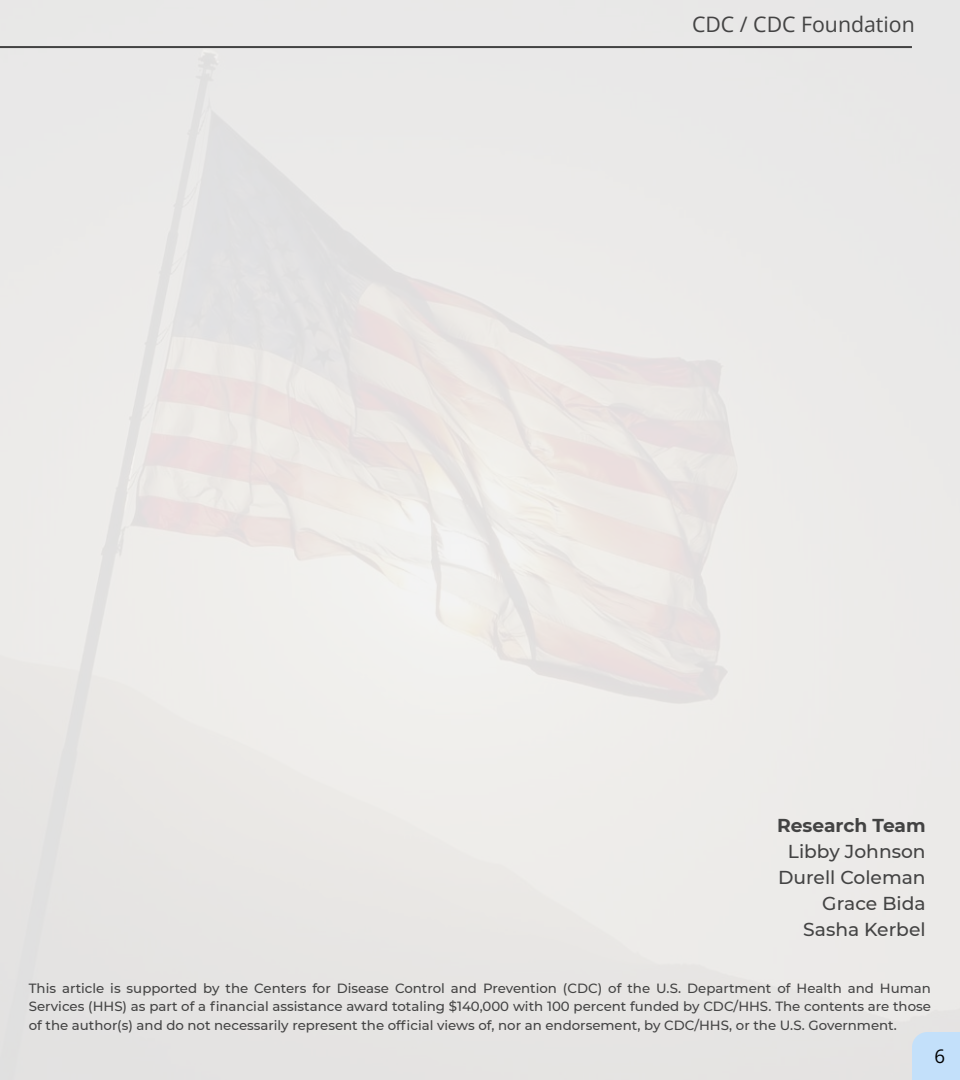 CDC / CDC Foundation
Research Team
Libby Johnson
Durell Coleman
Grace Bida
Sasha Kerbel
This article is supported by the Centers for Disease Control and Prevention (CDC) of the U.S. Department of Health and Human
Services (HHS) as part of a financial assistance award totaling $140,000 with 100 percent funded by CDC/HHS. The contents are those
of the author(s) and do not necessarily represent the official views of, nor an endorsement, by CDC/HHS, or the U.S. Government.
6